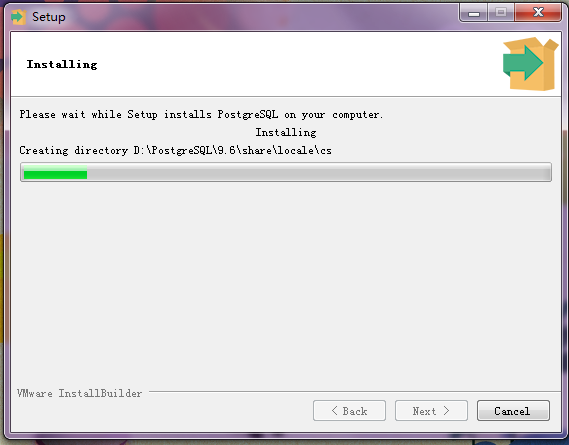 Setup
Installing
Please wait while Setup installs PostgreSQL on your computer.
Installing
Creating directory D:\PostgreSQL\9.6\share\locale\cs
VMware InstallBuilder
< Back
Next >
Cancel